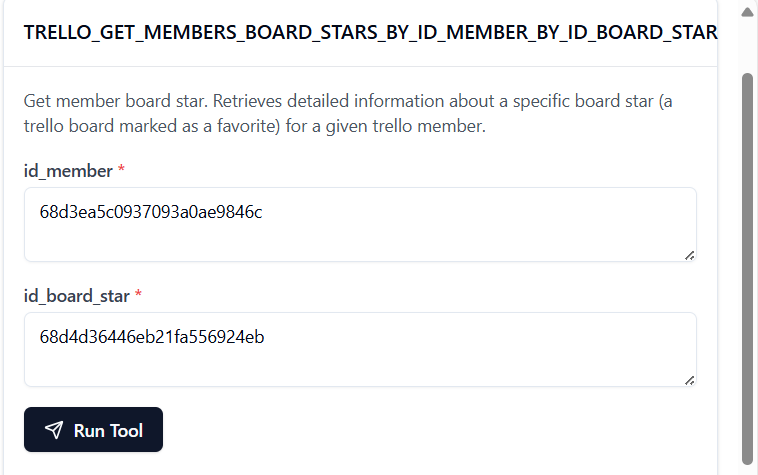 TRELLO_GET_MEMBERS_BOARD_STARS_BY_ID_MEMBER_BY_ID_BOARD_STAR
Get member board star. Retrieves detailed information about a specific board star (a
trello board marked as a favorite) for a given trello member.
id_member *
68d3ea5c0937093a0ae9846c
id_board_star *
68d4d36446eb21fa556924eb
Run Tool